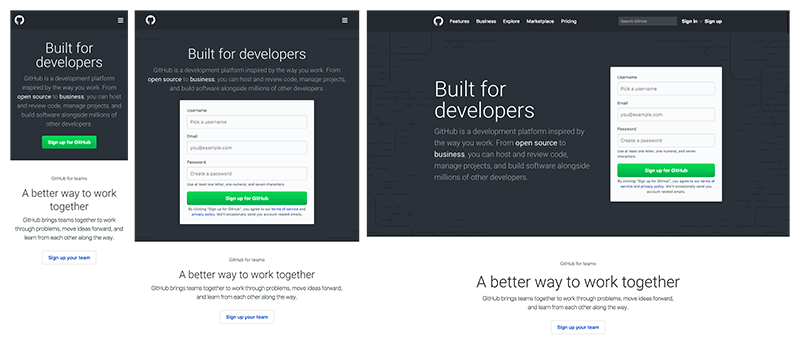 Built for
developers
GitHub is a development platform
inspired by the way you work. From
open source to business, you can host
and review code, manage projects, and
build software alongside millions of
other developers.
Sign up for GitHub
GitHub for teams
A better way to work
together
GitHub brings teams together to work
through problems, move ideas forward, and
learn from each other along the way.
Sign up your team
Built for developers
GitHub is a development platform inspired by the way you work. From
open source to business, you can host and review code, manage projects,
and build software alongside millions of other developers.
Username
Pick a username
Email
you@example.com
Password
Create a password
Use at least one letter, one numeral, and seven characters.
Sign up for GitHub
By clicking "Sign up for GitHub", you agree to our terms of service and
privacy policy. We'll occasionally send you account related emails.
GitHub for teams
A better way to work together
GitHub brings teams together to work through problems, move ideas forward,
and learn from each other along the way.
Sign up your team
Features Business Explore Marketplace Pricing Search GitHub Sign in or Sign up
Built for
developers
GitHub is a development platform inspired by
the way you work. From open source to
business, you can host and review code,
manage projects, and build software alongside
millions of other developers.
Username
Pick a username
Email
you@example.com
Password
Create a password
Use at least one letter, one numeral, and seven
characters.
Sign up for GitHub
By clicking "Sign up for GitHub", you agree to our terms of
service and privacy policy. We'll occasionally send you
account related emails.
GitHub for teams
A better way to work together
GitHub brings teams together to work through problems, move ideas forward,
and learn from each other along the way.
Sign up your team